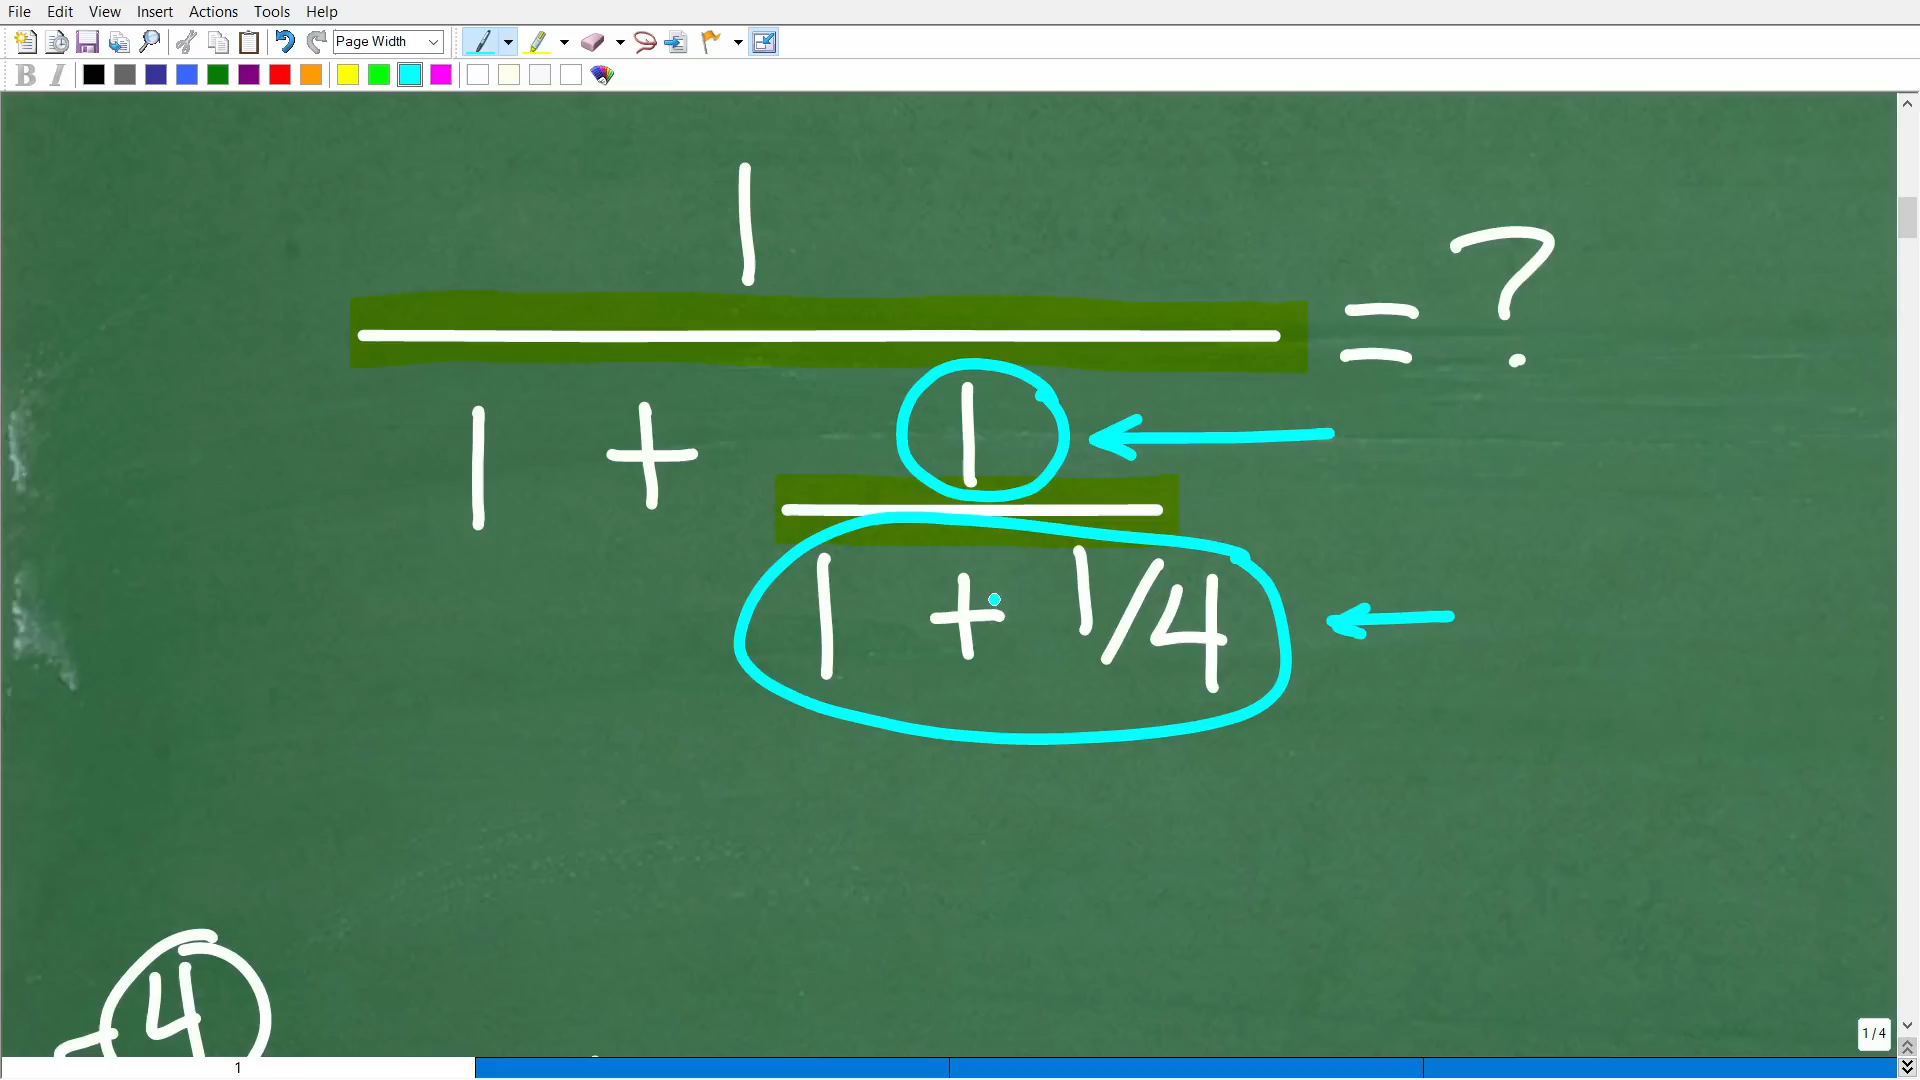 File Edit View Insert Actions Tools Help
Page Width
B I
1
= ?
1 + 1
1 + 1/4
4
1/4
1